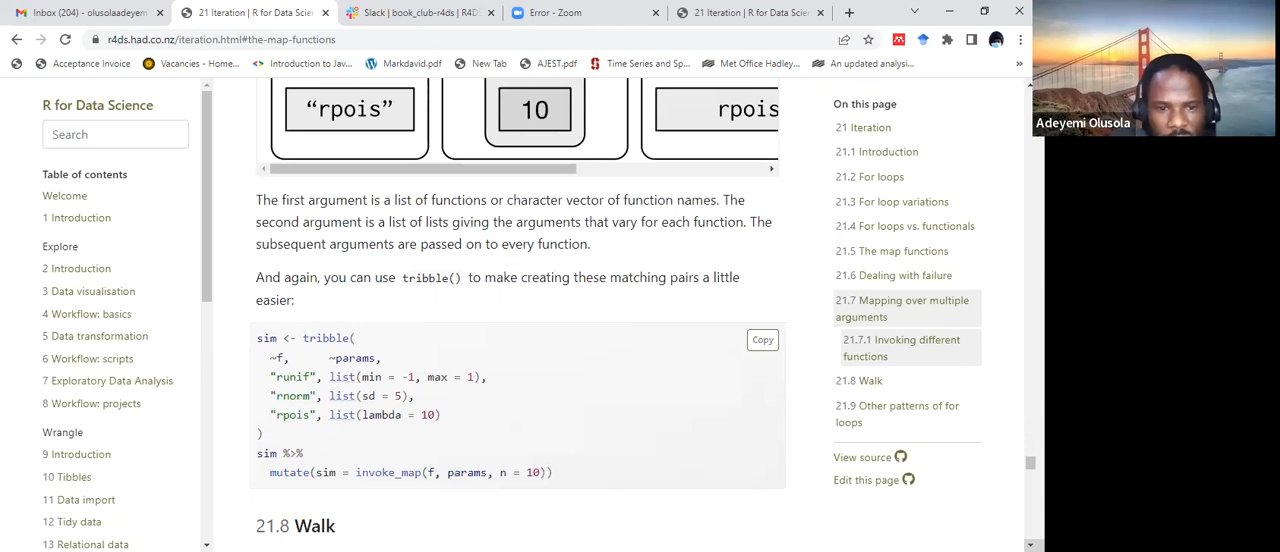 Inbox (204) - olusolaadeyem
21 Iteration | R for Data Science
Slack | book_club-r4ds | R4D
Error - Zoom
21 Iteration | R for Data Science
r4ds.had.co.nz/iteration.html#the-map-functions
Acceptance Invoice
Vacancies - Home...
Introduction to Jav...
Markdavid.pdf
New Tab
AJEST.pdf
Time Series and Sp...
Met Office Hadley...
An updated analysi...
»
R for Data Science
Search
Table of contents
Welcome
1 Introduction
Explore
2 Introduction
3 Data visualisation
4 Workflow: basics
5 Data transformation
6 Workflow: scripts
7 Exploratory Data Analysis
8 Workflow: projects
Wrangle
9 Introduction
10 Tibbles
11 Data import
12 Tidy data
13 Relational data
“rpois”
10
rpois
The first argument is a list of functions or character vector of function names. The
second argument is a list of lists giving the arguments that vary for each function. The
subsequent arguments are passed on to every function.
And again, you can use tribble() to make creating these matching pairs a little
easier:
sim <- tribble(
~f, ~params,
"runif", list(min = -1, max = 1),
"rnorm", list(sd = 5),
"rpois", list(lambda = 10)
)
sim %>%
mutate(sim = invoke_map(f, params, n = 10))
Copy
21.8 Walk
On this page
21 Iteration
21.1 Introduction
21.2 For loops
21.3 For loop variations
21.4 For loops vs. functionals
21.5 The map functions
21.6 Dealing with failure
21.7 Mapping over multiple
arguments
21.7.1 Invoking different
functions
21.8 Walk
21.9 Other patterns of for
loops
View source
Edit this page
Adeyemi Olusola